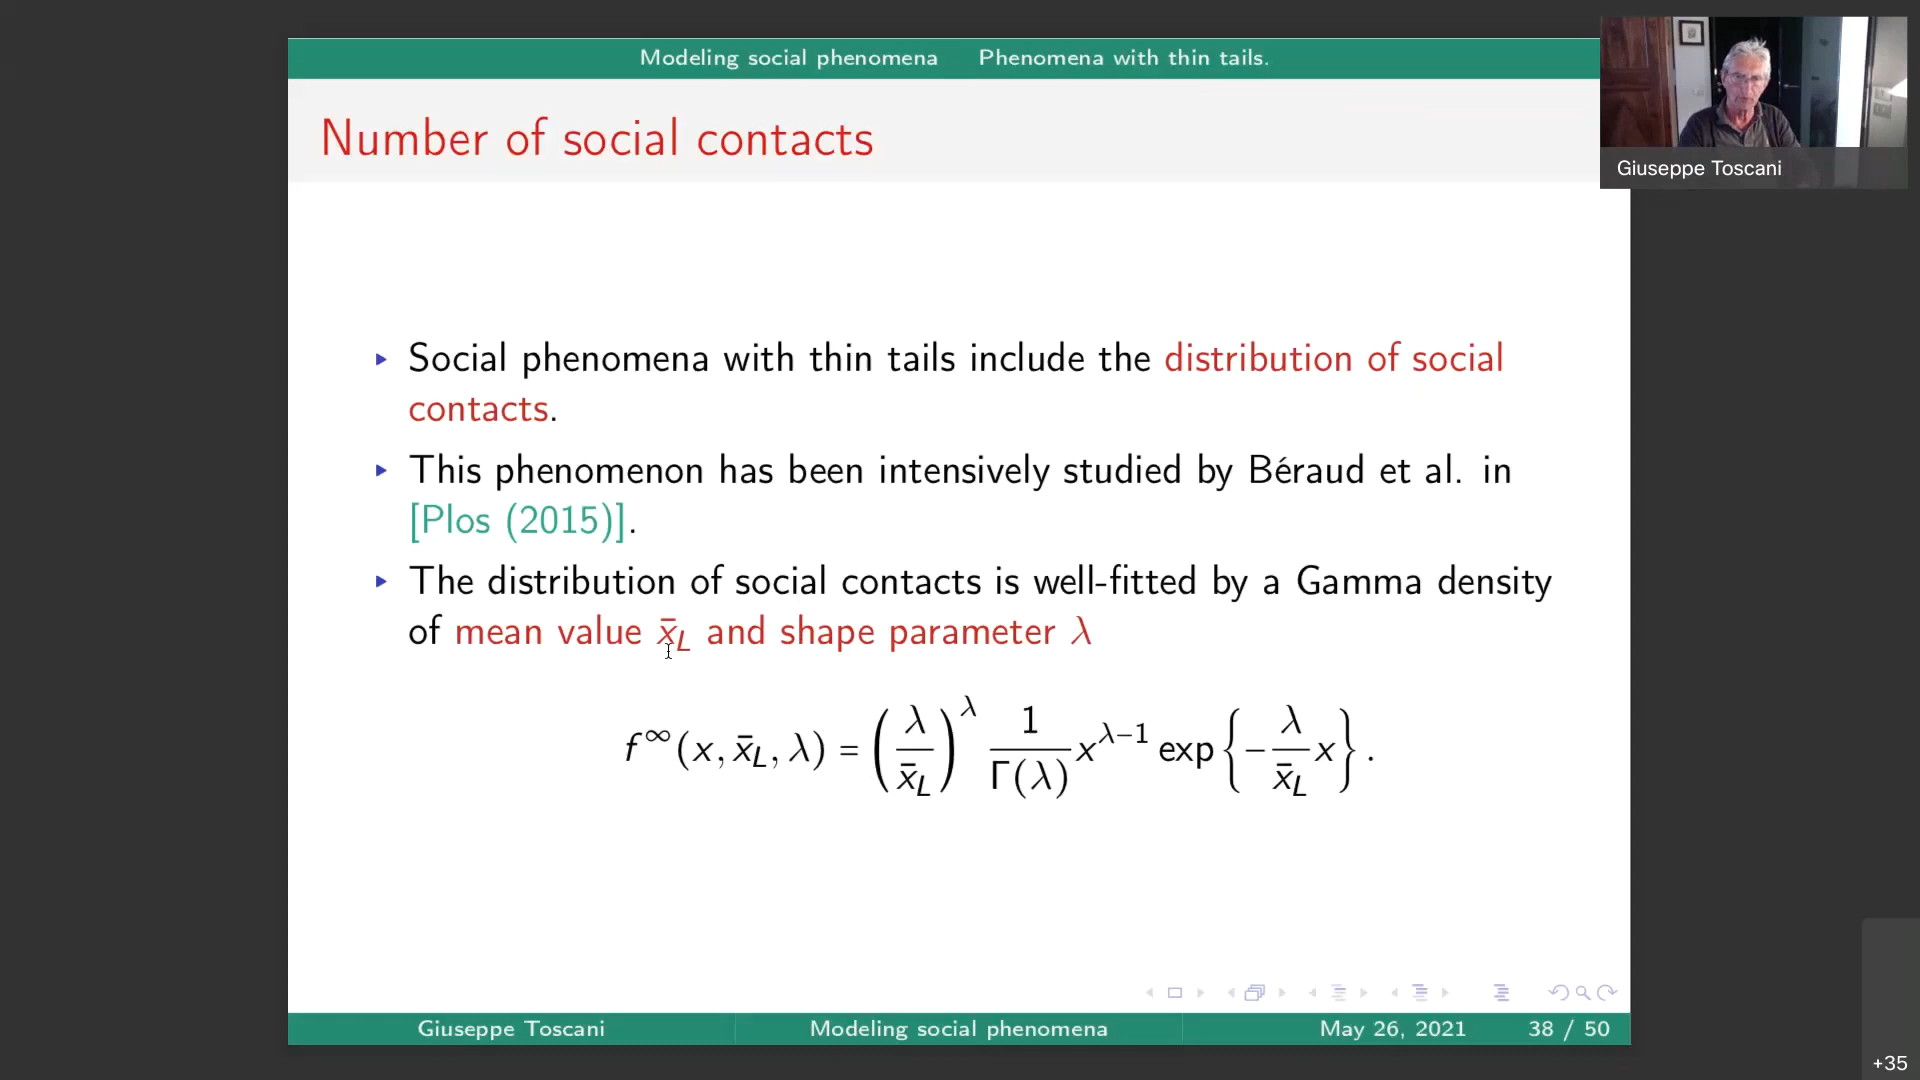 Modeling social phenomena Phenomena with thin tails.
Number of social contacts
Giuseppe Toscani
Social phenomena with thin tails include the distribution of social
contacts.
This phenomenon has been intensively studied by Béraud et al. in
[Plos (2015)].
The distribution of social contacts is well-fitted by a Gamma density
of mean value x̄_L and shape parameter λ
f^∞(x, x̄_L, λ) = (λ/x̄_L)^λ 1/Γ(λ) x^{λ−1} exp{−λ/x̄_L x}.
Giuseppe Toscani Modeling social phenomena May 26, 2021 38 / 50
+35